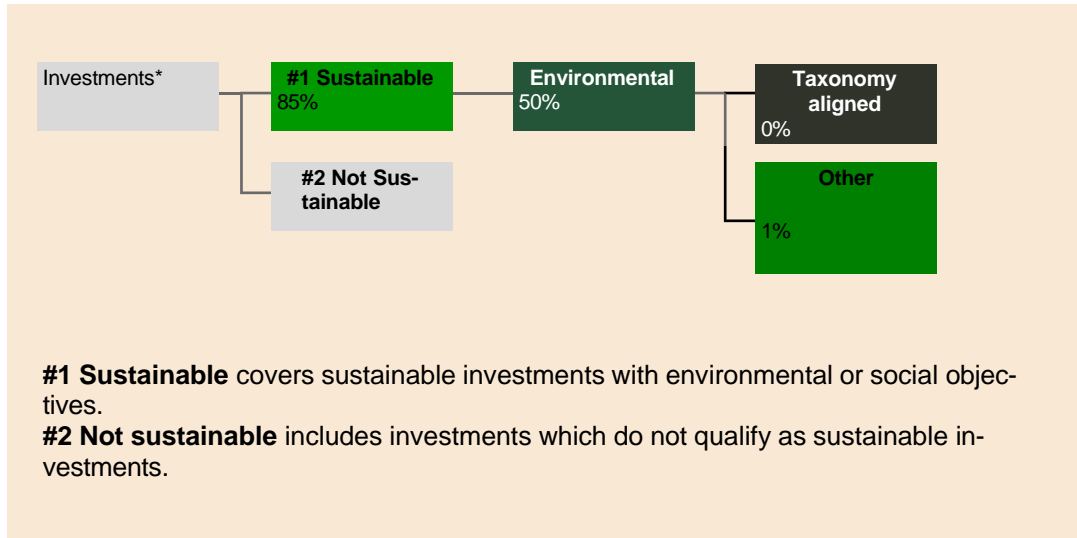 Investments*
#1 Sustainable
85%
Environmental
50%
Taxonomy
aligned
0%
#2 Not Sus-
tainable
Other
1%
#1 Sustainable covers sustainable investments with environmental or social objec-
tives.
#2 Not sustainable includes investments which do not qualify as sustainable in-
vestments.